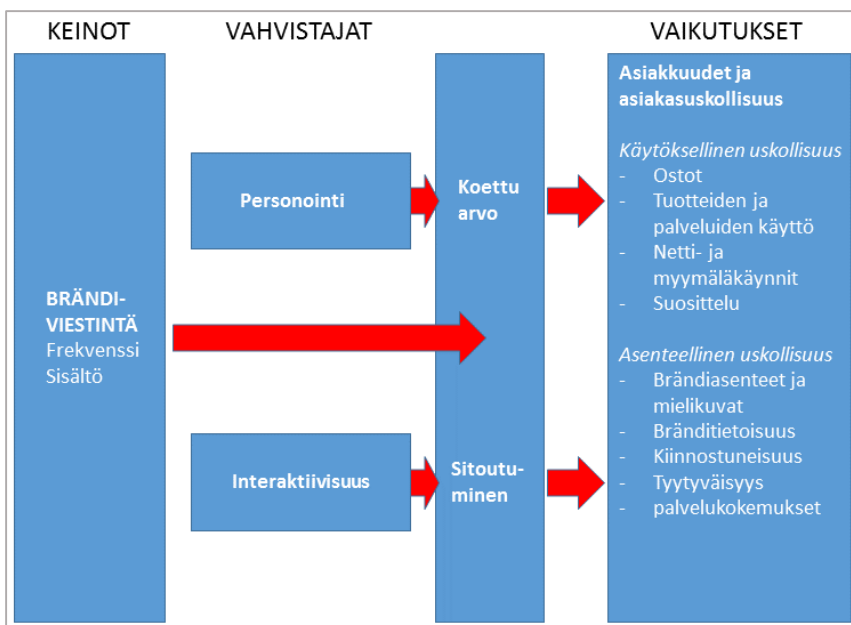 KEINOT
VAHVISTAJAT
VAIKUTUKSET
BRÄNDI-
VIESTINTÄ
Frekvenssi
Sisältö
Personointi
Interaktiivisuus
Koettu
arvo
Sitoutu-
minen
Asiakkuudet ja
asiakasuskollisuus
Käytöksellinen uskollisuus
- Ostot
- Tuotteiden ja
palveluiden käyttö
- Netti- ja
myymäläkäynnit
- Suosittelu
Asenteellinen uskollisuus
- Brändiasenteet ja
mielikuvat
- Bränditietoisuus
- Kiinnostuneisuus
- Tyytyväisyys
- palvelukokemukset